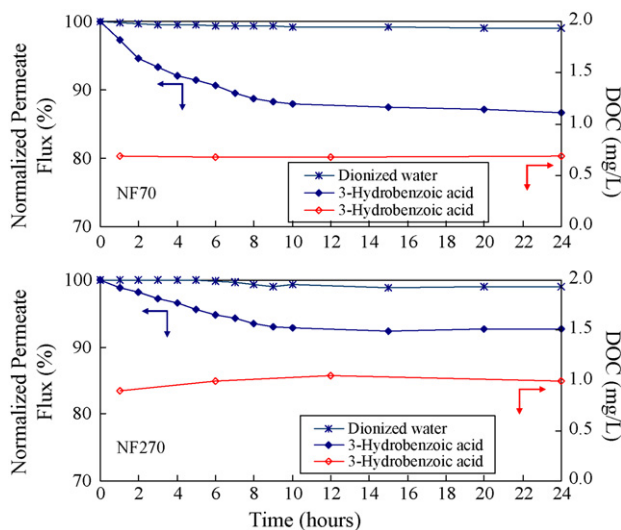 Normalized Permeate
Flux (%)
100
90
80
70
NF70
Dionized water
3-Hydrobenzoic acid
3-Hydrobenzoic acid
0 2 4 6 8 10 12 14 16 18 20 22 24
2.0
1.5
1.0
0.5
0.0
DOC (mg/L)
Normalized Permeate
Flux (%)
100
90
80
70
NF270
Dionized water
3-Hydrobenzoic acid
3-Hydrobenzoic acid
0 2 4 6 8 10 12 14 16 18 20 22 24
2.0
1.5
1.0
0.5
0.0
DOC (mg/L)
Time (hours)